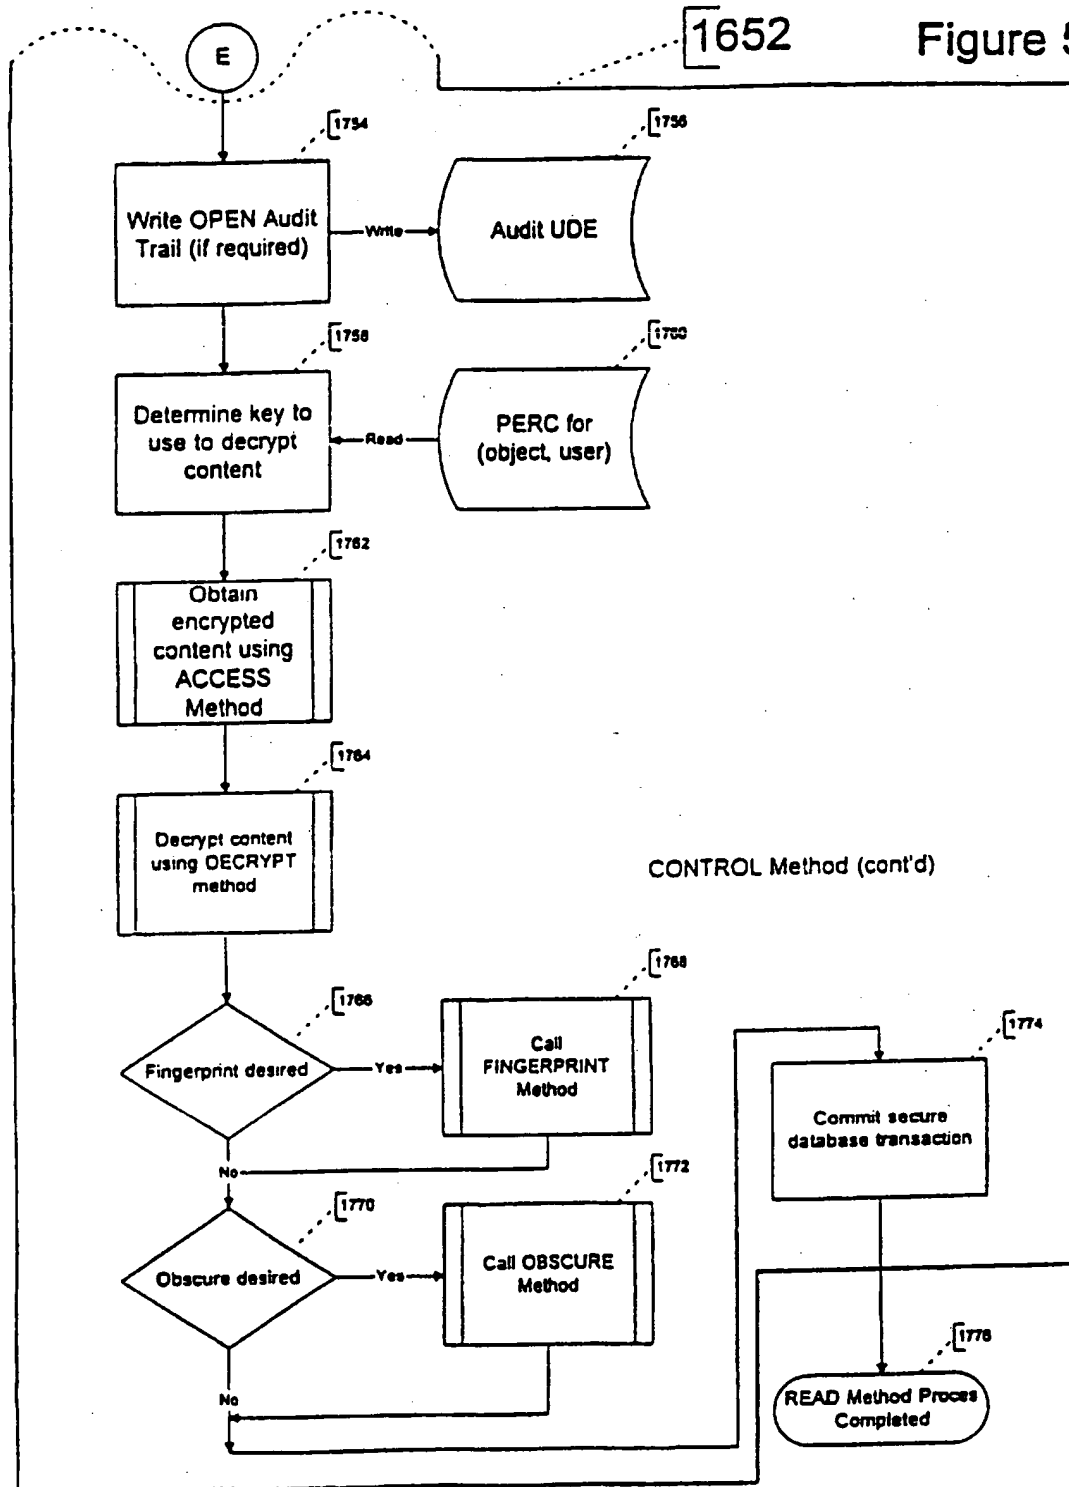 1652
Figure 5
E
1754
Write OPEN Audit
Trail (if required)
Write
1756
Audit UDE
1758
Determine key to
use to decrypt
content
Read
1760
PERC for
(object, user)
1762
Obtain
encrypted
content using
ACCESS
Method
1764
Decrypt content
using DECRYPT
method
CONTROL Method (cont'd)
1766
Fingerprint desired
Yes
1768
Call
FINGERPRINT
Method
No
1770
Obscure desired
Yes
1772
Call OBSCURE
Method
No
1774
Commit secure
database transaction
1776
READ Method Proces
Completed